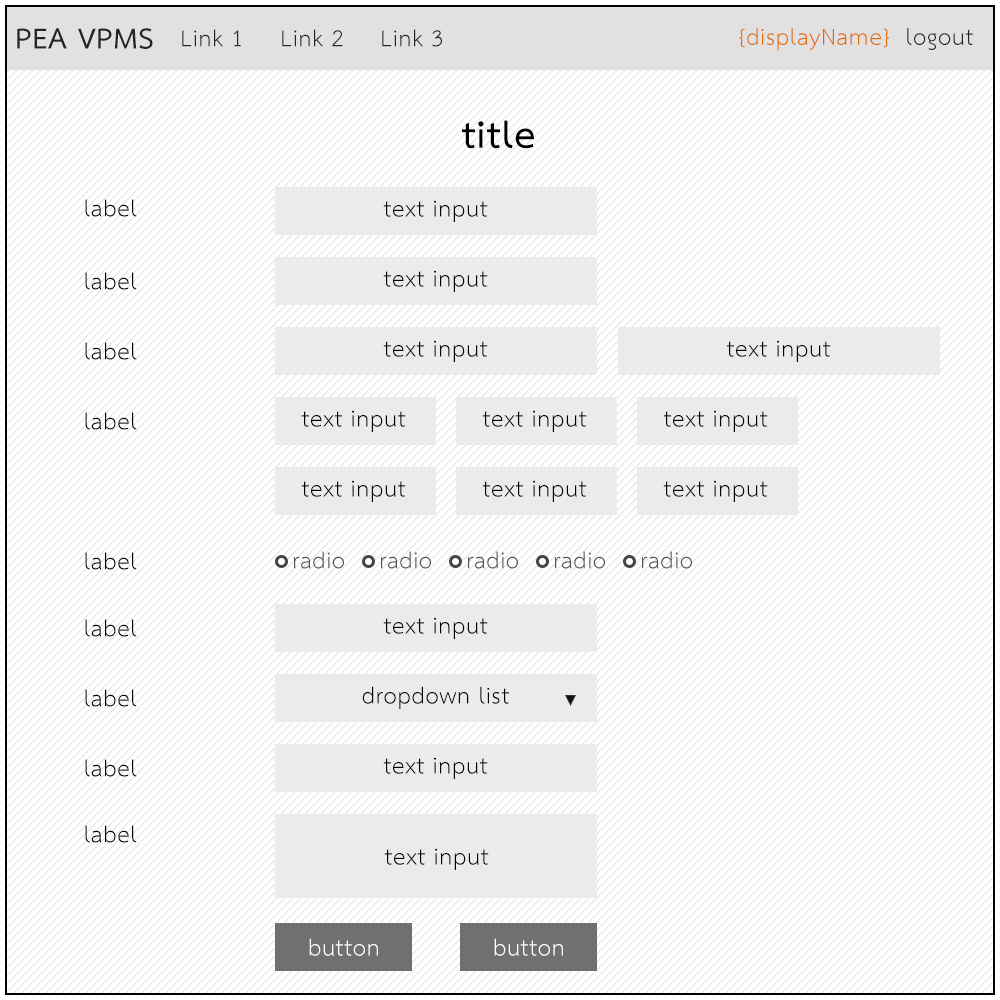 PEA VPMS Link 1 Link 2 Link 3 {displayName} logout
title
label text input
label text input
label text input text input
label text input text input text input
text input text input text input
label radio radio radio radio radio
label text input
label dropdown list ▼
label text input
label text input
button button